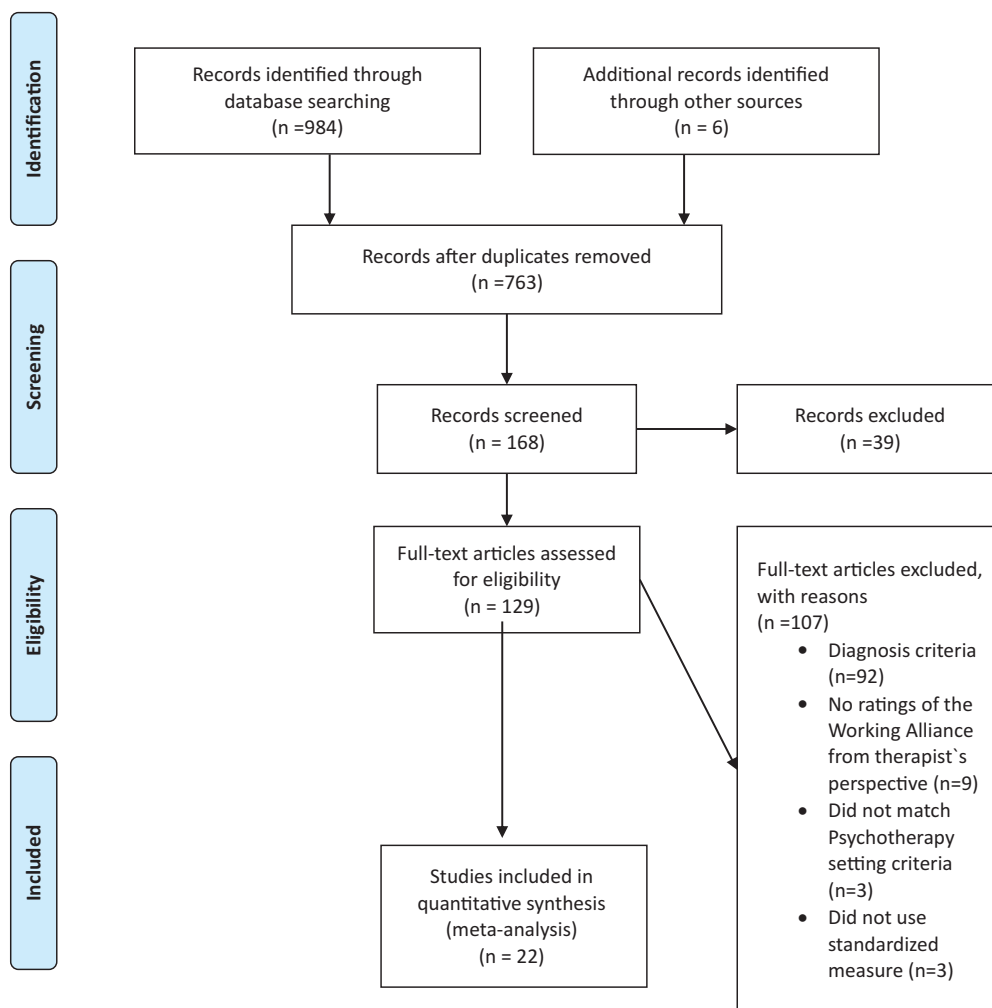 Identification
Records identified through
database searching
(n =984)
Additional records identified
through other sources
(n = 6)
Records after duplicates removed
(n =763)
Screening
Records screened
(n = 168)
Records excluded
(n =39)
Eligibility
Full-text articles assessed
for eligibility
(n = 129)
Full-text articles excluded,
with reasons
(n =107)
• Diagnosis criteria
(n=92)
• No ratings of the
Working Alliance
from therapist`s
perspective (n=9)
• Did not match
Psychotherapy
setting criteria
(n=3)
• Did not use
standardized
measure (n=3)
Included
Studies included in
quantitative synthesis
(meta-analysis)
(n = 22)